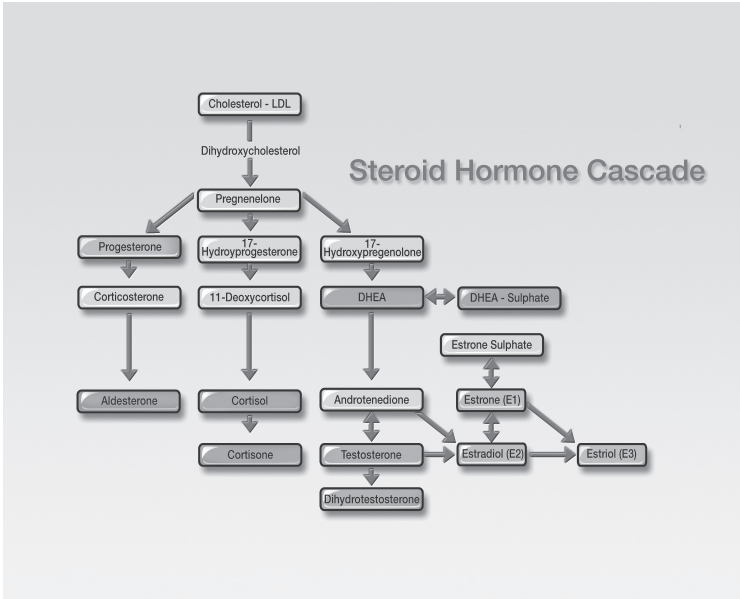 Cholesterol - LDL
Dihydroxycholesterol
Steroid Hormone Cascade
Pregnenelone
Progesterone
17-
Hydroyprogesterone
17-
Hydroxypregenolone
Corticosterone
11-Deoxycortisol
DHEA
DHEA - Sulphate
Estrone Sulphate
Aldesterone
Cortisol
Androtenedione
Estrone (E1)
Cortisone
Testosterone
Estradiol (E2)
Estriol (E3)
Dihydrotestosterone